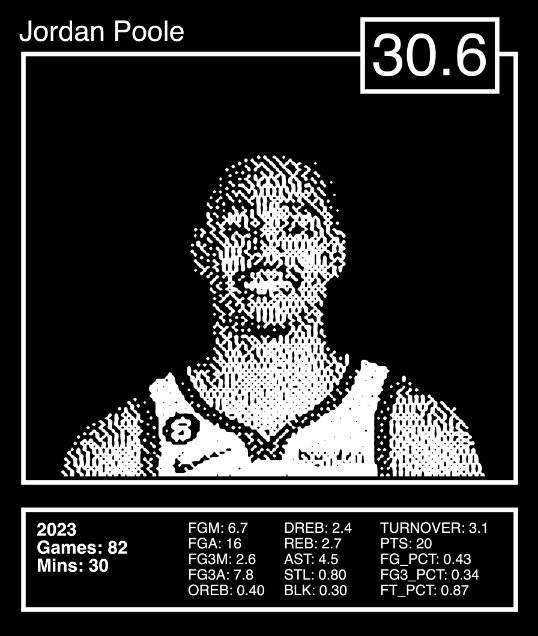 Jordan Poole
30.6
6
2023
Games: 82
Mins: 30
FGM: 6.7
FGA: 16
FG3M: 2.6
FG3A: 7.8
OREB: 0.40
DREB: 2.4
REB: 2.7
AST: 4.5
STL: 0.80
BLK: 0.30
TURNOVER: 3.1
PTS: 20
FG_PCT: 0.43
FG3_PCT: 0.34
FT_PCT: 0.87